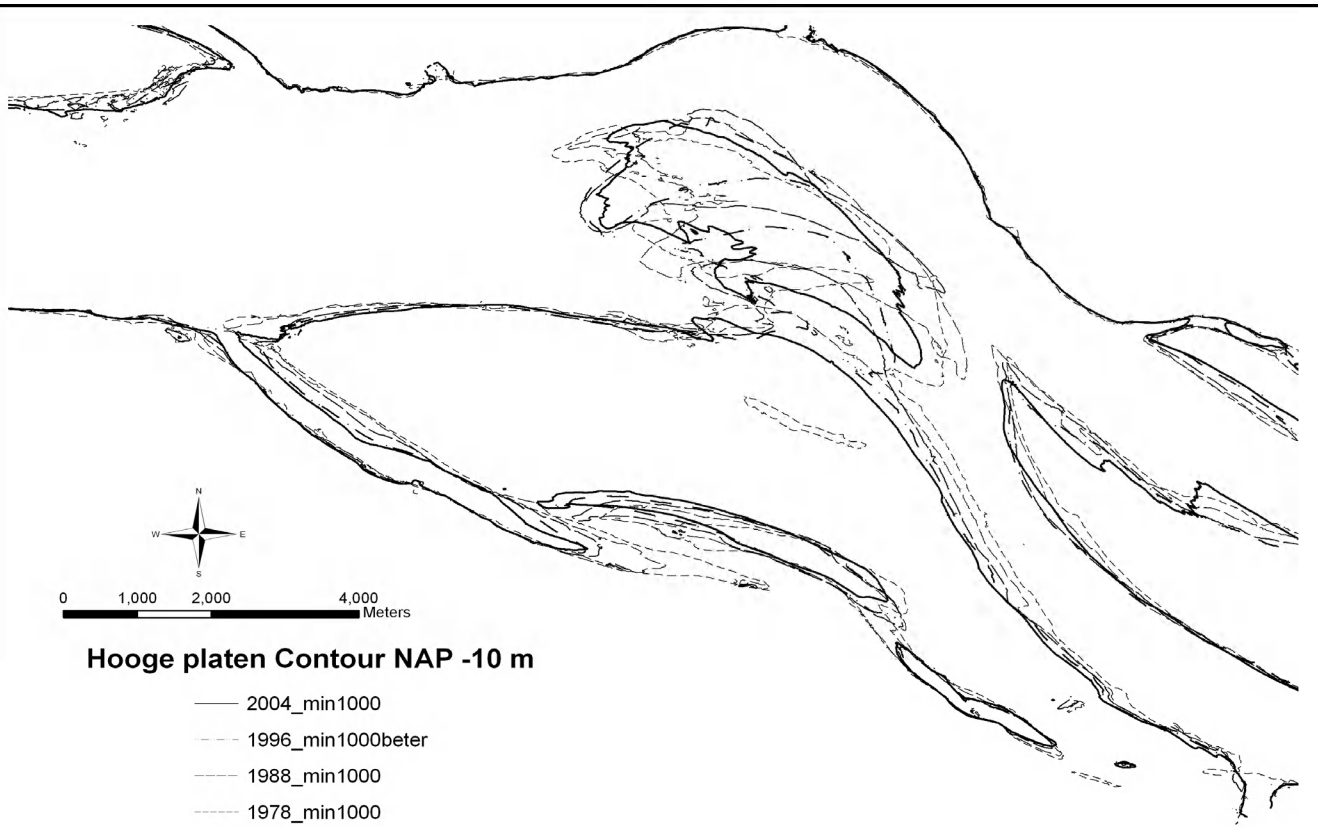 N
W E
S
0 1,000 2,000 4,000
Meters
Hooge platen Contour NAP -10 m
2004_min1000
1996_min1000beter
1988_min1000
1978_min1000